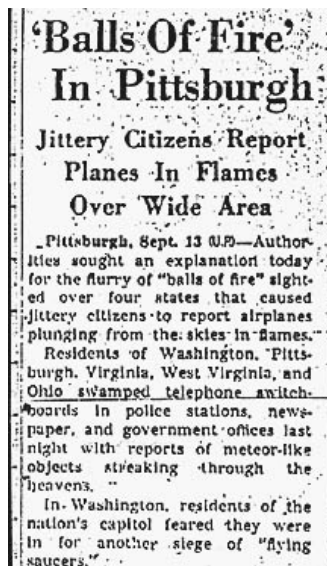 'Balls Of Fire'
In Pittsburgh
Jittery Citizens Report
Planes In Flames
Over Wide Area
Pittsburgh, Sept. 13 (U.P.)—Author-
ities sought an explanation today
for the flurry of "balls of fire" sight-
ed over four states that caused
jittery citizens to report airplanes
plunging from the skies in flames.
Residents of Washington, Pitts-
burgh, Virginia, West Virginia, and
Ohio swamped telephone switch-
boards in police stations, news-
paper, and government offices last
night with reports of meteor-like
objects streaking through the
heavens.
In Washington, residents of the
nation's capitol feared they were
in for another siege of "flying
saucers."